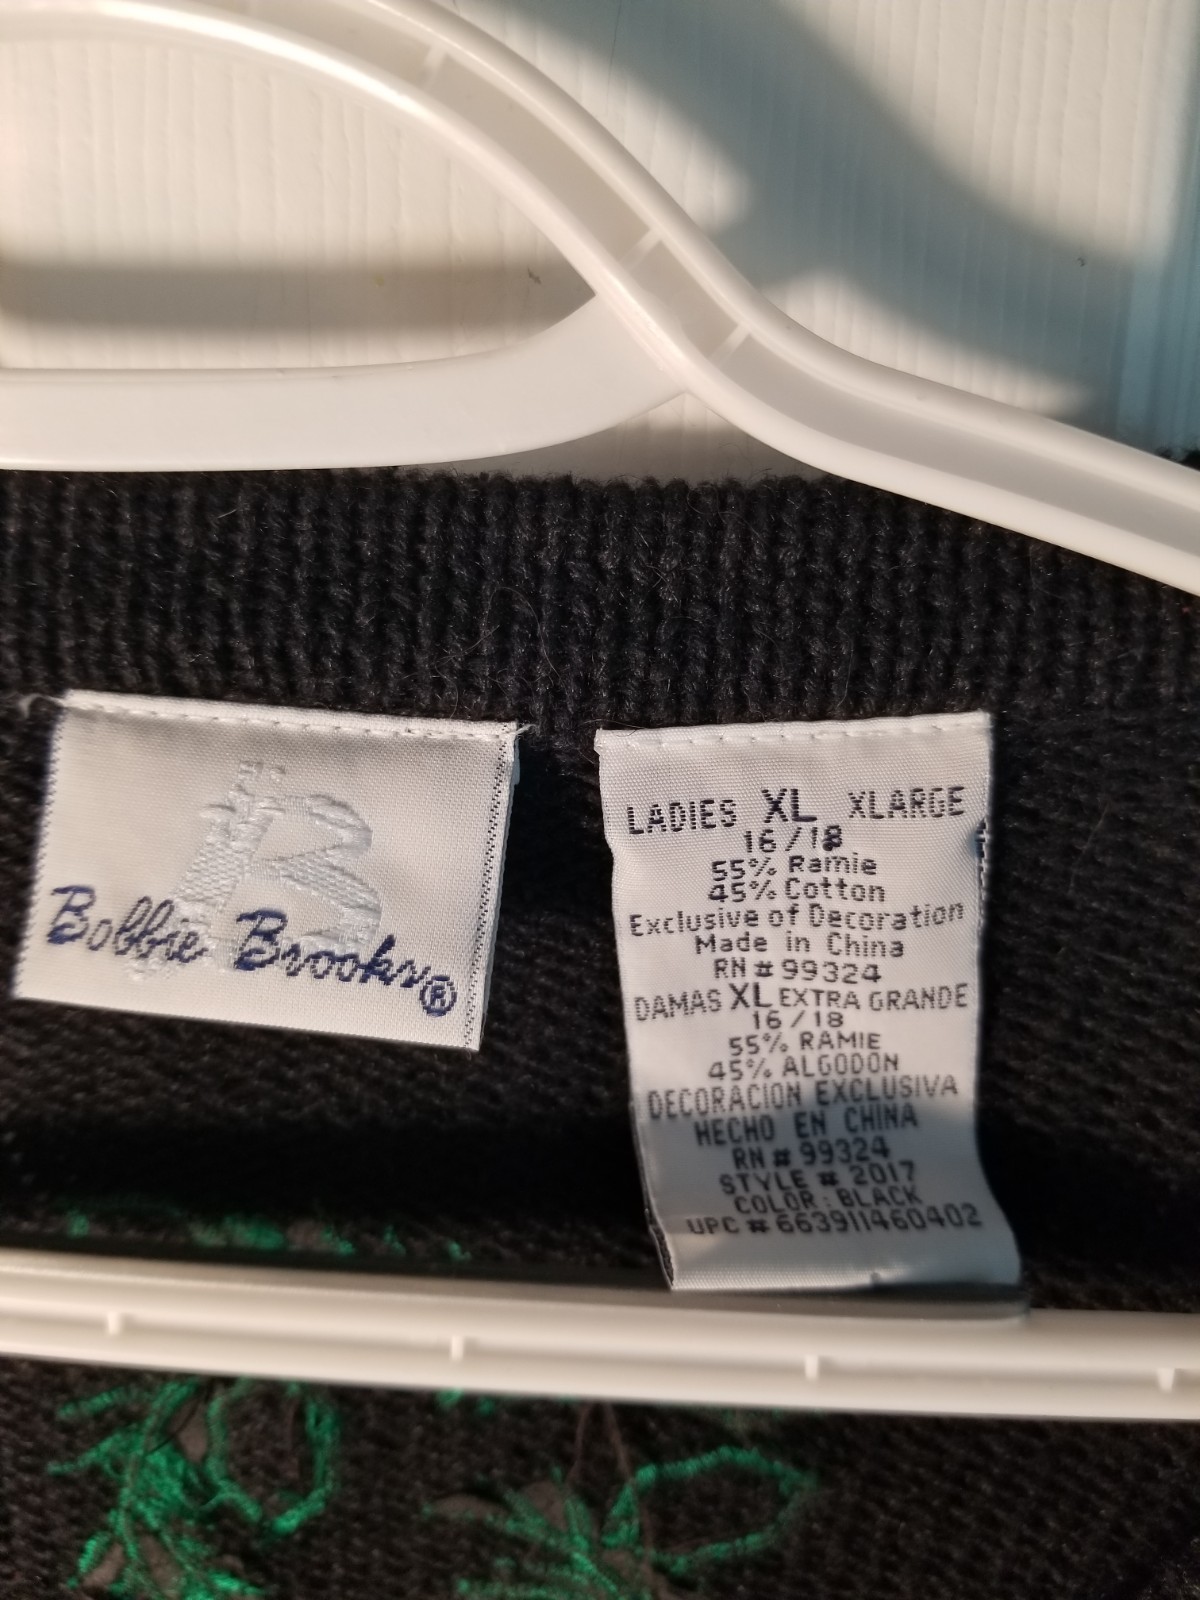 B
Bobbie Brooks®
LADIES XL XLARGE
16/18
55% Ramie
45% Cotton
Exclusive of Decoration
Made in China
RN # 99324
DAMAS XL EXTRA GRANDE
16/18
55% RAMIE
45% ALGODON
DECORACION EXCLUSIVA
HECHO EN CHINA
RN # 99324
STYLE # 2017
COLOR: BLACK
UPC # 663911460402